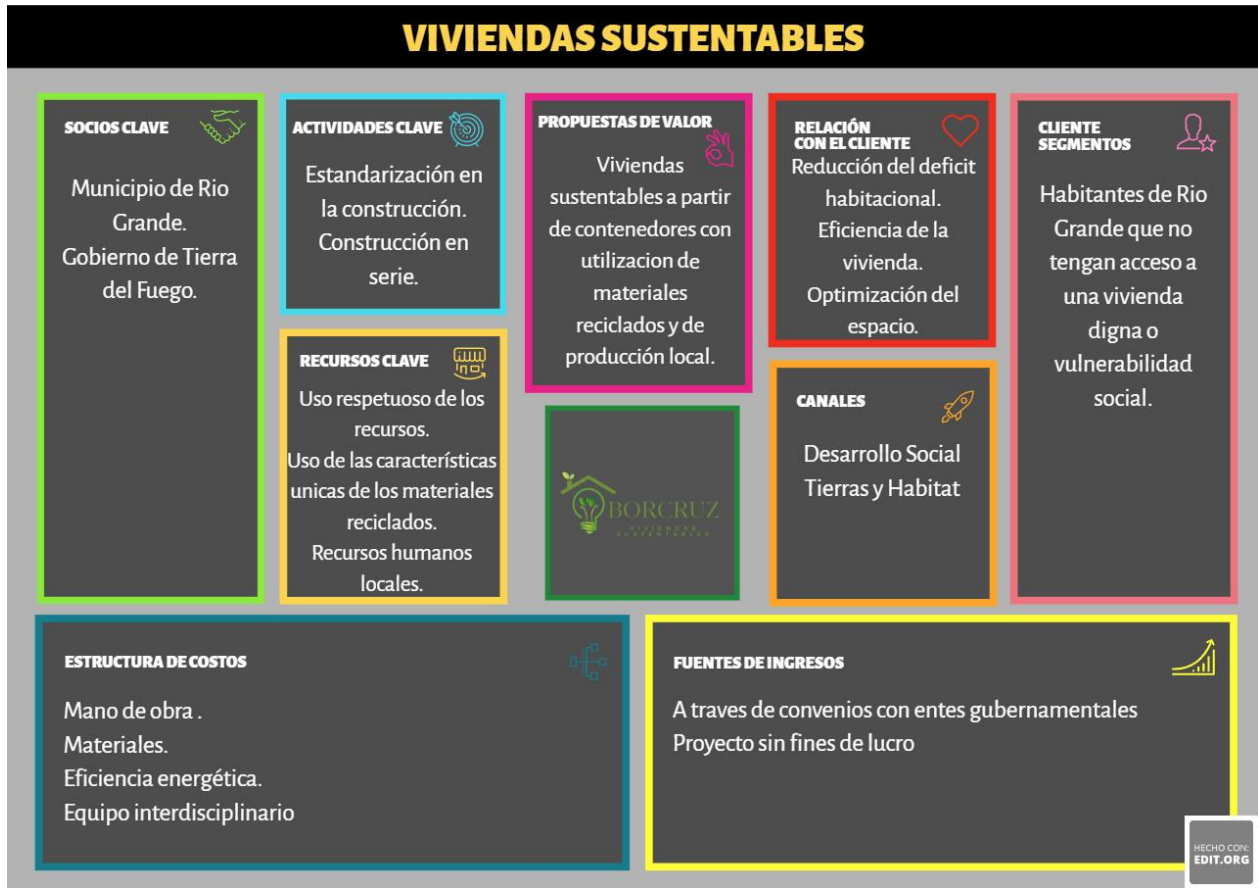 VIVIENDAS SUSTENTABLES
SOCIOS CLAVE
Municipio de Rio
Grande.
Gobierno de Tierra
del Fuego.
ACTIVIDADES CLAVE
Estandarización en
la construcción.
Construcción en
serie.
RECURSOS CLAVE
Uso respetuoso de los
recursos.
Uso de las características
unicas de los materiales
reciclados.
Recursos humanos
locales.
PROPUESTAS DE VALOR
Viviendas
sustentables a partir
de contenedores con
utilizacion de
materiales
reciclados y de
producción local.
BORCRUZ
VIVIENDAS
SUSTENTABLES
RELACIÓN
CON EL CLIENTE
Reducción del deficit
habitacional.
Eficiencia de la
vivienda.
Optimización del
espacio.
CANALES
Desarrollo Social
Tierras y Habitat
CLIENTE
SEGMENTOS
Habitantes de Rio
Grande que no
tengan acceso a
una vivienda
digna o
vulnerabilidad
social.
ESTRUCTURA DE COSTOS
Mano de obra .
Materiales.
Eficiencia energética.
Equipo interdisciplinario
FUENTES DE INGRESOS
A traves de convenios con entes gubernamentales
Proyecto sin fines de lucro
HECHO CON:
EDIT.ORG